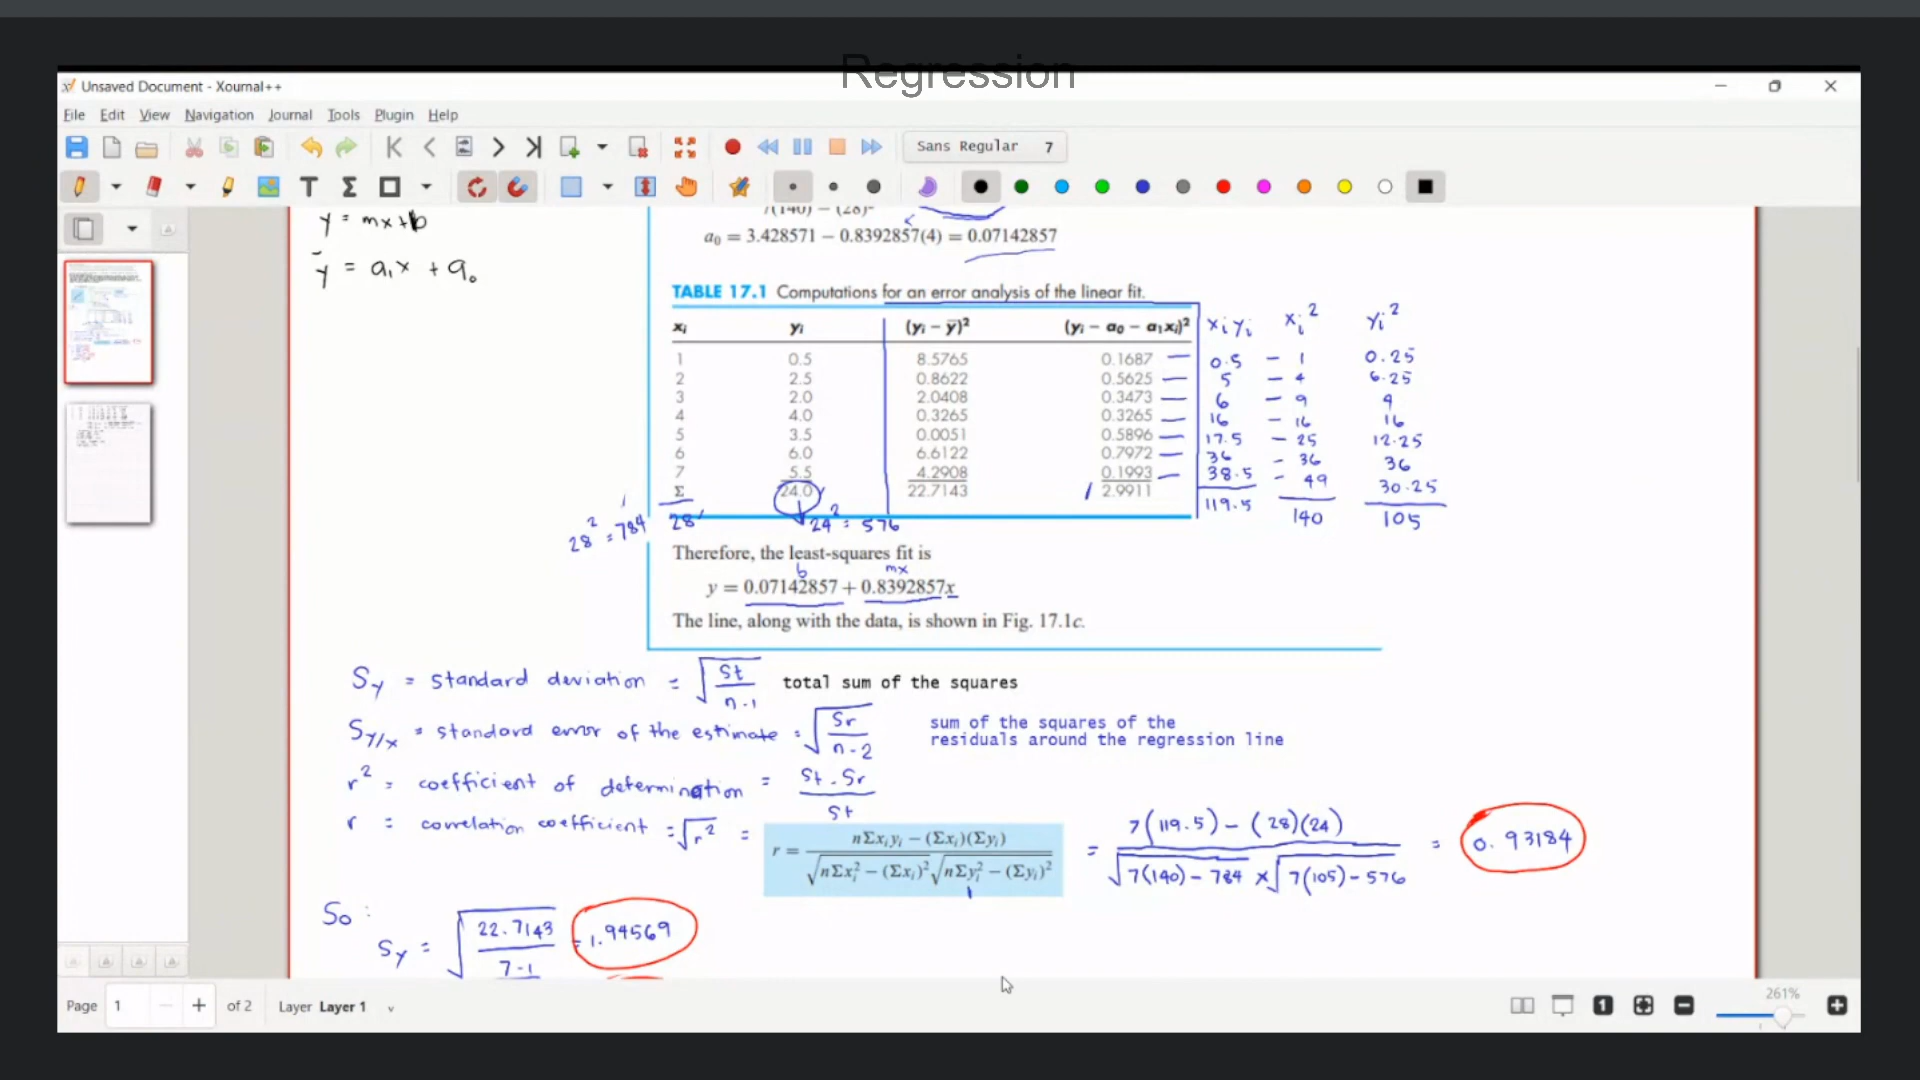 Regression
Unsaved Document - Xournal++
File Edit View Navigation Journal Tools Plugin Help
Sans Regular 7
y = mx+b
y = a₁x + a₀
7(140) − (28)²
a₀ = 3.428571 − 0.8392857(4) = 0.07142857
TABLE 17.1 Computations for an error analysis of the linear fit.
xᵢ yᵢ (yᵢ − ȳ)² (yᵢ − a₀ − a₁xᵢ)² xᵢyᵢ xᵢ² yᵢ²
1 0.5 8.5765 0.1687 0.5 - 1 0.25
2 2.5 0.8622 0.5625 5 - 4 6.25
3 2.0 2.0408 0.3473 6 - 9 4
4 4.0 0.3265 0.3265 16 - 16 16
5 3.5 0.0051 0.5896 17.5 - 25 12.25
6 6.0 6.6122 0.7972 36 - 36 36
7 5.5 4.2908 0.1993 38.5 - 49 30.25
Σ 24.0 22.7143 2.9911 119.5 140 105
28² = 784 28 24² = 576
Therefore, the least-squares fit is
b mx
y = 0.07142857 + 0.8392857x
The line, along with the data, is shown in Fig. 17.1c.
Sy = standard deviation = √(St / n-1) total sum of the squares
Sy/x = standard error of the estimate = √(Sr / n-2) sum of the squares of the
residuals around the regression line
r² = coefficient of determination = St - Sr / St
r = correlation coefficient = √r² = r = nΣxᵢyᵢ − (Σxᵢ)(Σyᵢ) / √nΣxᵢ² − (Σxᵢ)² √nΣyᵢ² − (Σyᵢ)² = 7(119.5) - (28)(24) / √7(140) - 784 × √7(105) - 576 = 0.93184
So:
Sy = √(22.7143 / 7-1) = 1.94569
Page 1 of 2 Layer Layer 1 261%